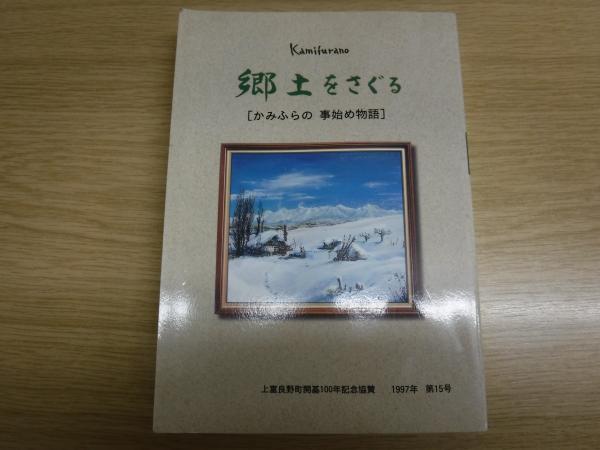 Kamifurano
郷土をさぐる
[かみふらの 事始め物語]
上富良野町開基100年記念協賛 1997年 第15号